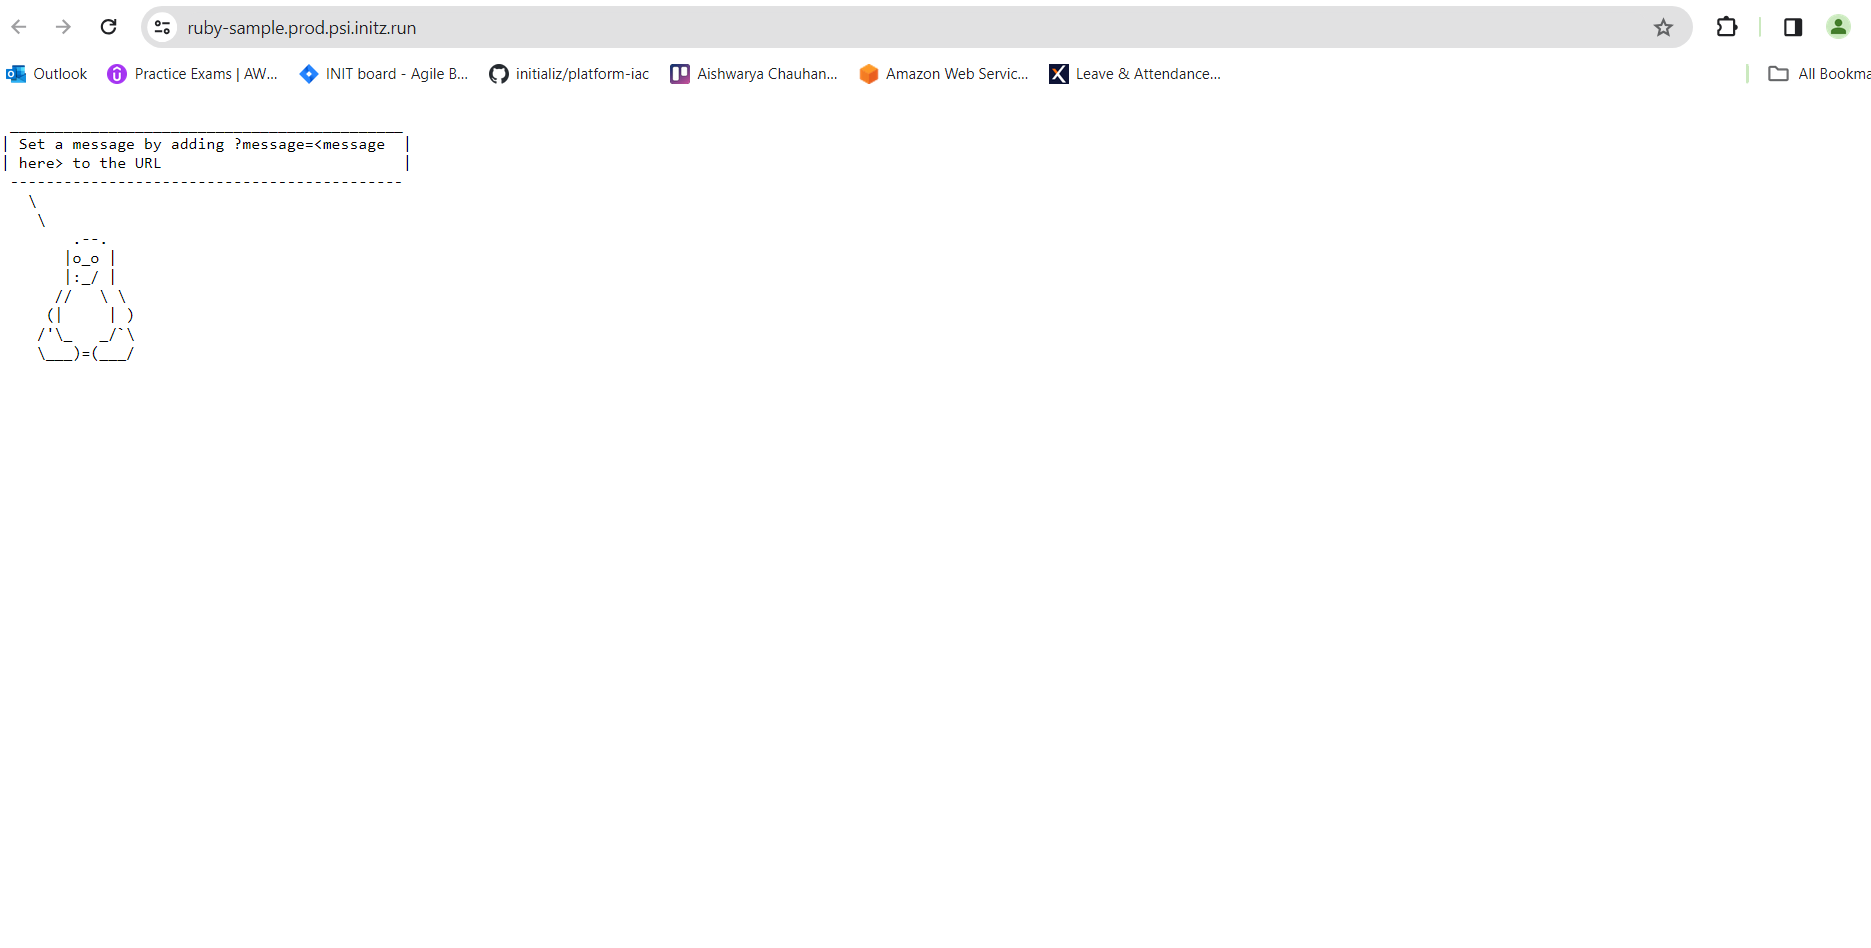 ruby-sample.prod.psi.initz.run
Outlook Practice Exams | AW... INIT board - Agile B... initializ/platform-iac Aishwarya Chauhan... Amazon Web Servic... Leave & Attendance... All Bookma
 ____________________________________________
| Set a message by adding ?message=<message  |
| here> to the URL                           |
 --------------------------------------------
   \
    \
        .--.
       |o_o |
       |:_/ |
      //   \ \
     (|     | )
    /'\_   _/`\
    \___)=(___/